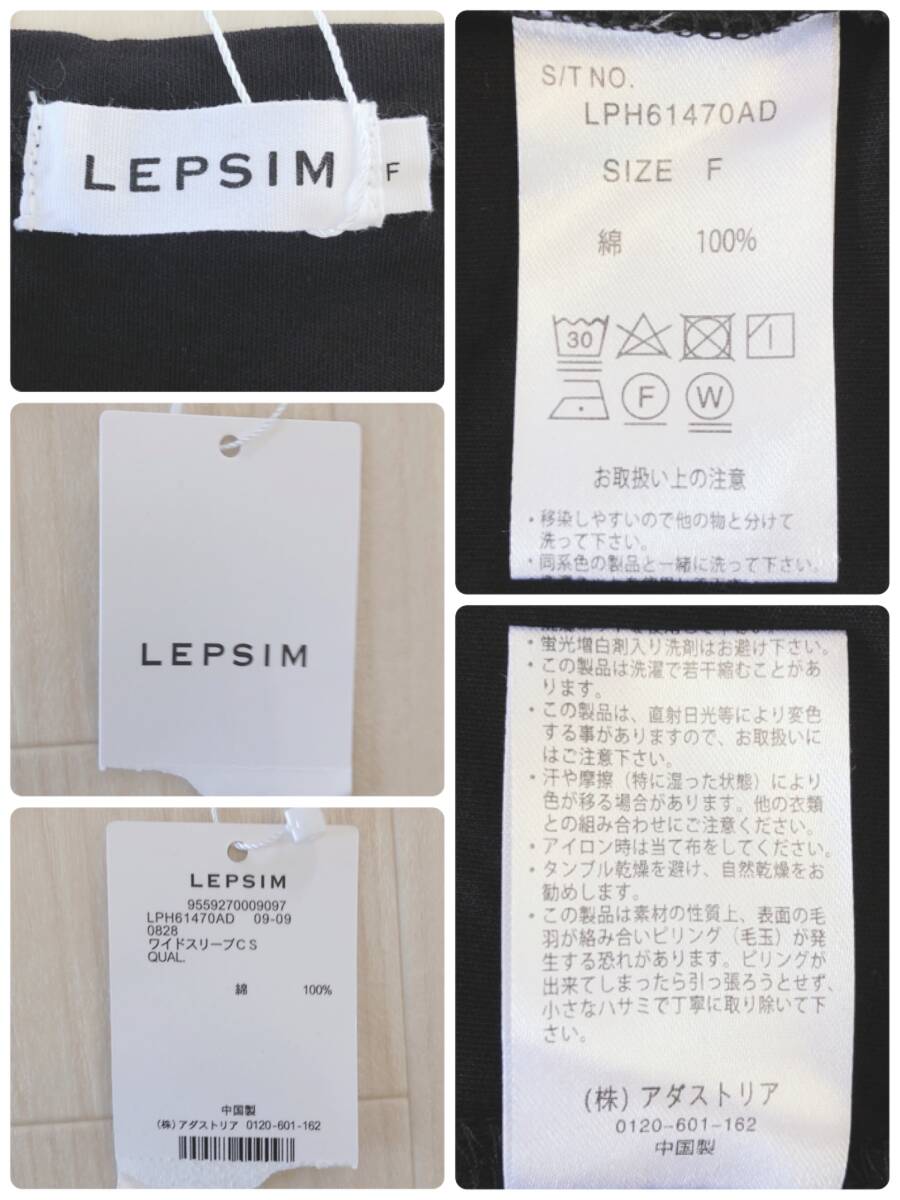 LEPSIM
F
LEPSIM
LEPSIM
9559270009097
LPH61470AD 09-09
0828
ワイドスリーブCS
QUAL.
綿 100%
中国製
(株)アダストリア 0120-601-162
S/T NO.
LPH61470AD
SIZE F
綿 100%
30
F
W
お取扱い上の注意
・移染しやすいので他の物と分けて
洗って下さい。
・同系色の製品と一緒に洗って下さい。
・蛍光増白剤入り洗剤はお避け下さい。
・この製品は洗濯で若干縮むことがあ
ります。
・この製品は、直射日光等により変色
する事がありますので、お取扱いに
はご注意下さい。
・汗や摩擦（特に湿った状態）により
色が移る場合があります。他の衣類
との組み合わせにご注意ください。
・アイロン時は当て布をしてください。
・タンブル乾燥を避け、自然乾燥をお
勧めします。
・この製品は素材の性質上、表面の毛
羽が絡み合いピリング（毛玉）が発
生する恐れがあります。ピリングが
出来てしまったら引っ張ろうとせず、
小さなハサミで丁寧に取り除いて下
さい。
(株)アダストリア
0120-601-162
中国製